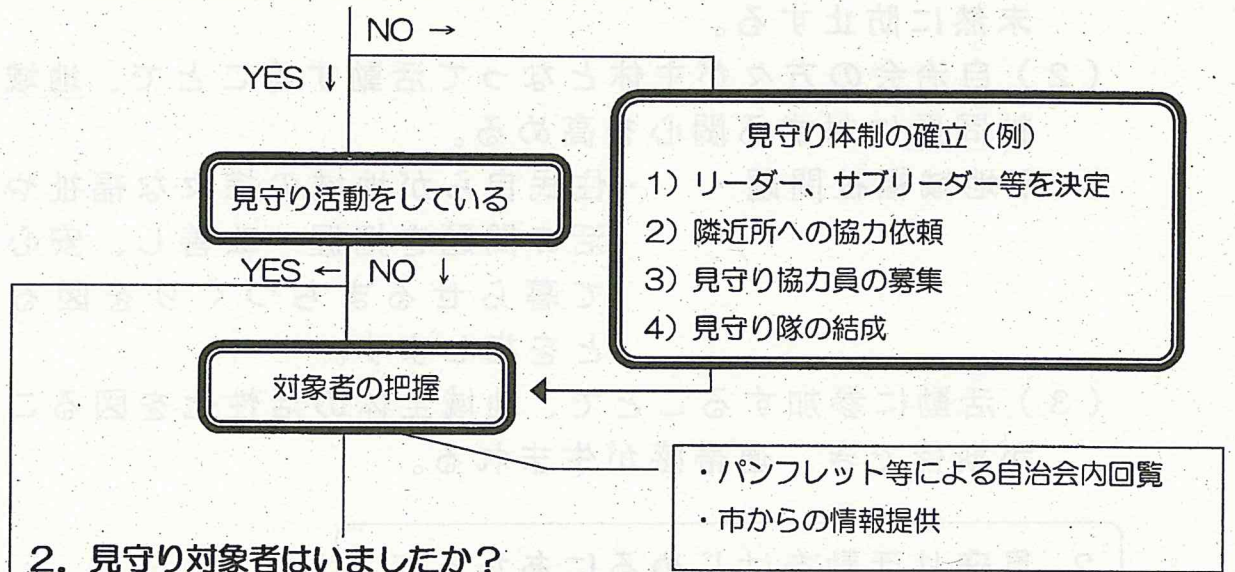 NO →
YES ↓
見守り活動をしている
YES ← NO ↓
見守り体制の確立（例）
1）リーダー、サブリーダー等を決定
2）隣近所への協力依頼
3）見守り協力員の募集
4）見守り隊の結成
対象者の把握
・パンフレット等による自治会内回覧
・市からの情報提供
2．見守り対象者はいましたか？